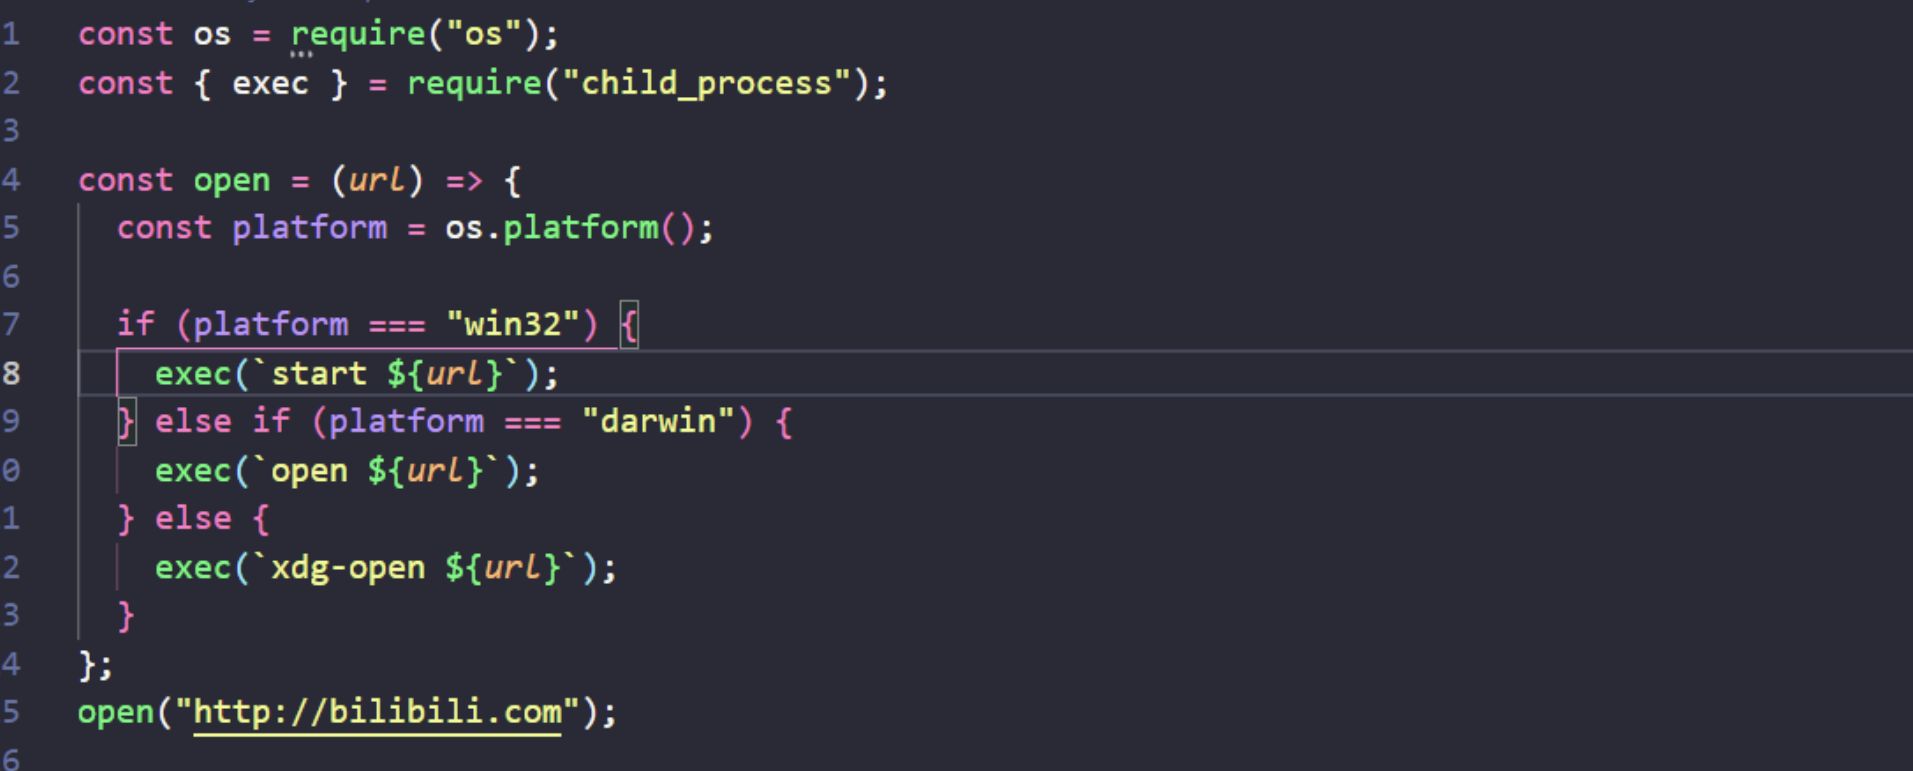 1 const os = require("os");
2 const { exec } = require("child_process");
3
4 const open = (url) => {
5 const platform = os.platform();
6
7 if (platform === "win32") {
8 exec(`start ${url}`);
9 } else if (platform === "darwin") {
0 exec(`open ${url}`);
1 } else {
2 exec(`xdg-open ${url}`);
3 }
4 };
5 open("http://bilibili.com");
6